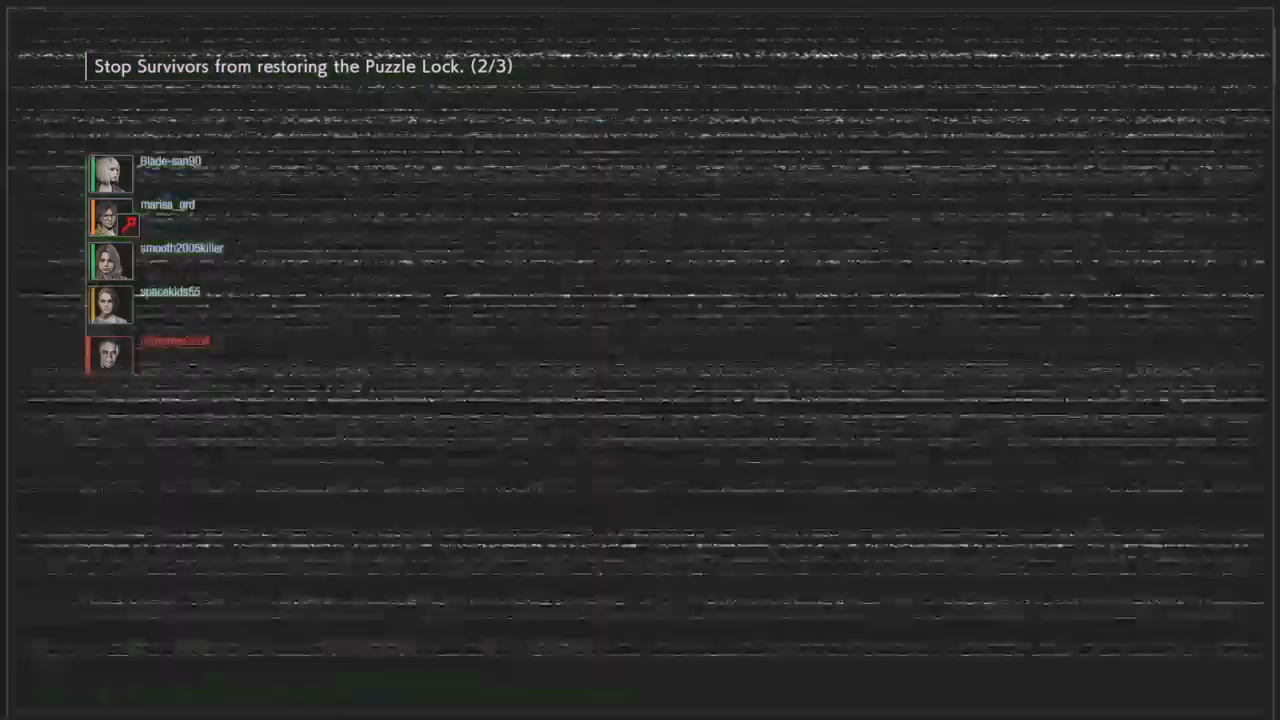 Stop Survivors from restoring the Puzzle Lock. (2/3)
Blade-san90
marisa_grd
smooth2005killer
spacekids55